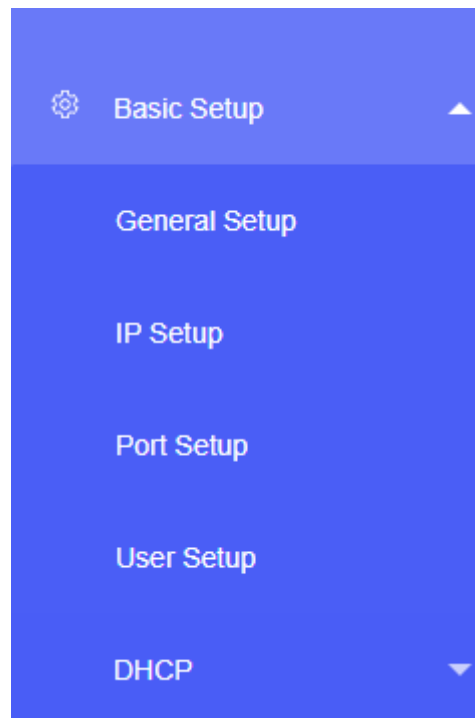 Basic Setup
General Setup
IP Setup
Port Setup
User Setup
DHCP